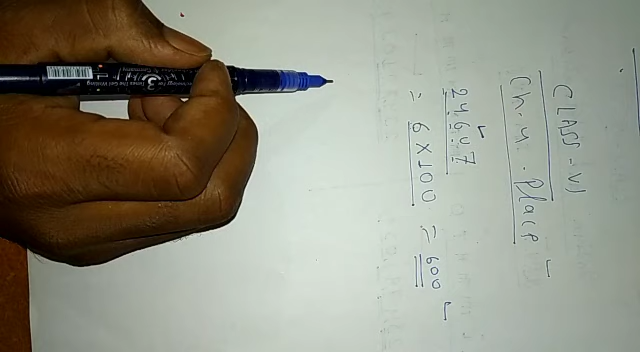 CLASS - VI
Ch. 4. Place
24647
= 6 X 100 = 600